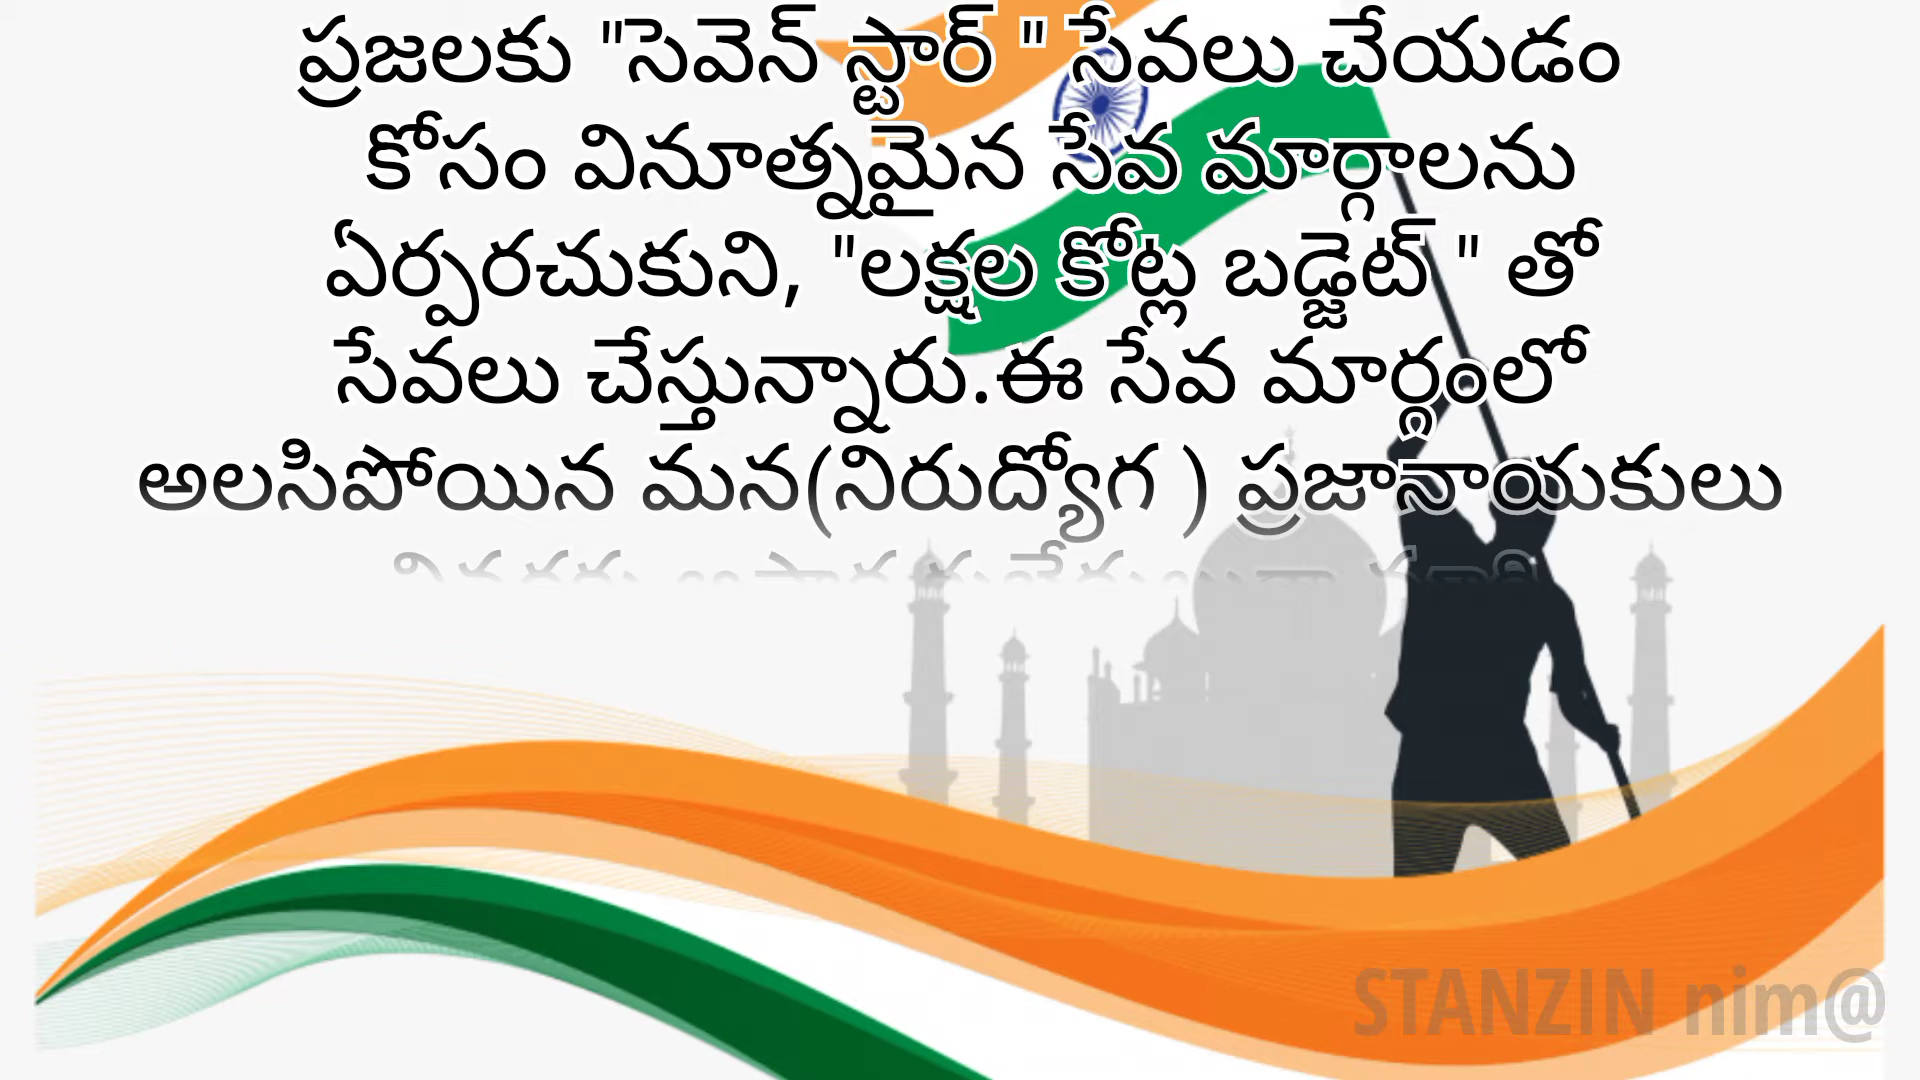 ప్రజలకు "సెవెన్ స్టార్ " సేవలు చేయడం
కోసం వినూత్నమైన సేవ మార్గాలను
ఏర్పరచుకుని, "లక్షల కోట్ల బడ్జెట్ " తో
సేవలు చేస్తున్నారు.ఈ సేవ మార్గంలో
అలసిపోయిన మన(నిరుద్యోగ ) ప్రజానాయకులు
STANZIN nim@